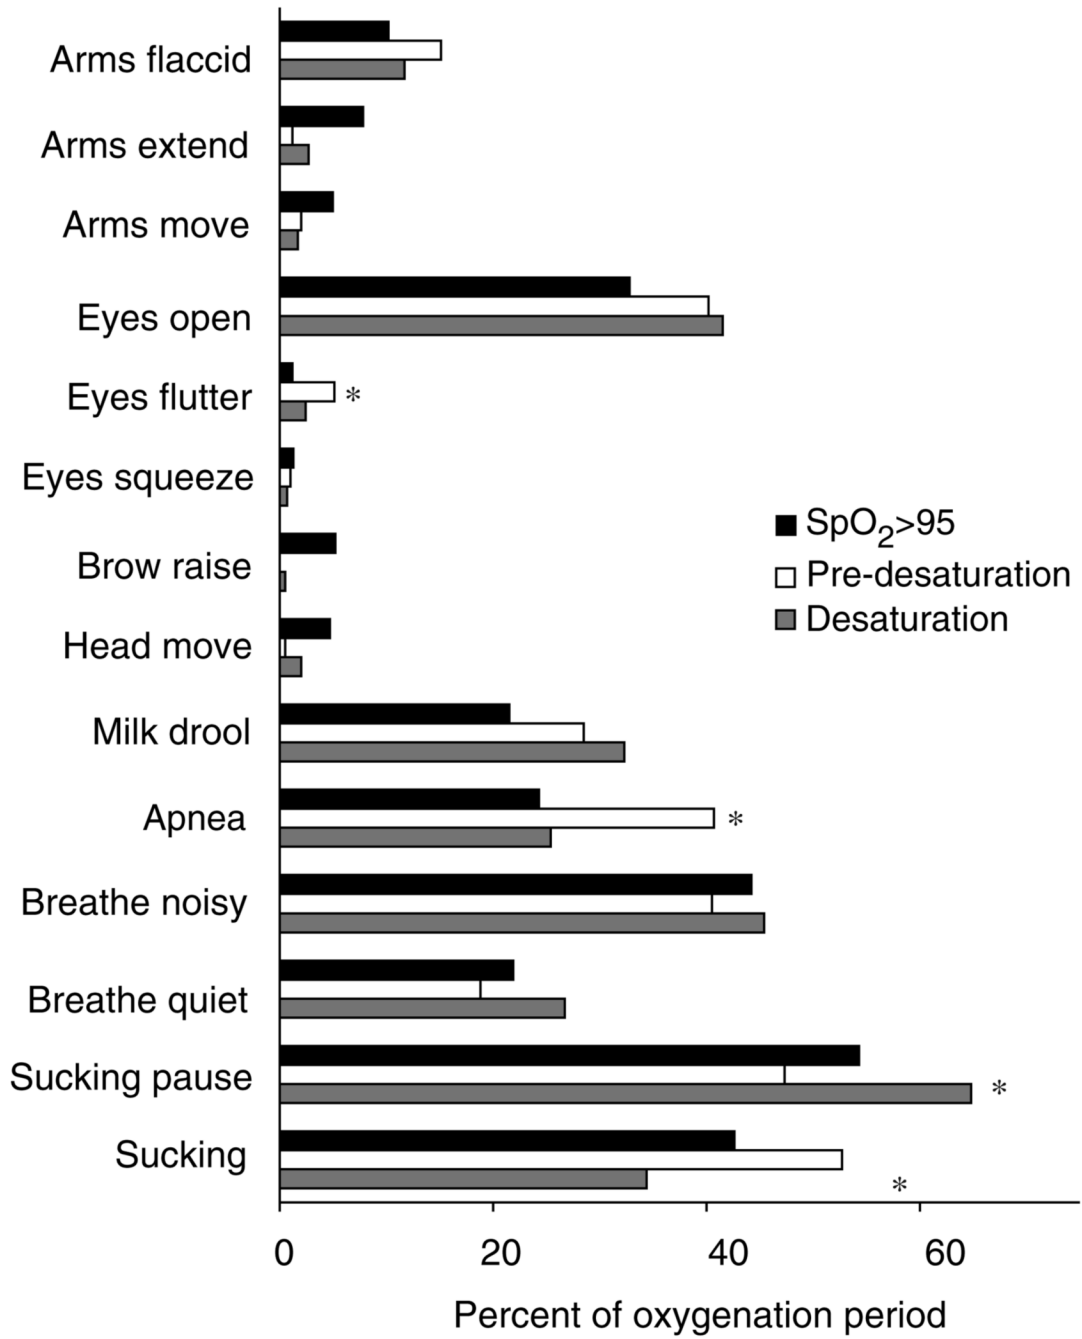 Arms flaccid
Arms extend
Arms move
Eyes open
Eyes flutter
*
Eyes squeeze
SpO₂>95
Pre-desaturation
Desaturation
Brow raise
Head move
Milk drool
Apnea
*
Breathe noisy
Breathe quiet
Sucking pause
*
Sucking
*
0 20 40 60
Percent of oxygenation period